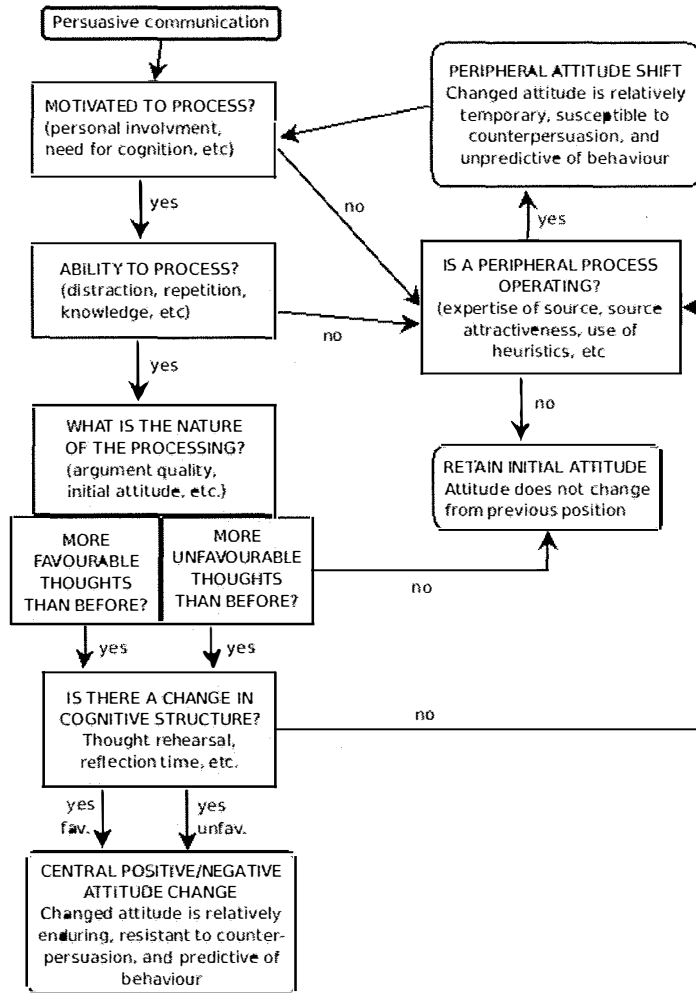 Persuasive communication
MOTIVATED TO PROCESS?
(personal involvment,
need for cognition, etc)
PERIPHERAL ATTITUDE SHIFT
Changed attitude is relatively
temporary, susceptible to
counterpersuasion, and
unpredictive of behaviour
no
yes
yes
ABILITY TO PROCESS?
(distraction, repetition,
knowledge, etc)
no
IS A PERIPHERAL PROCESS
OPERATING?
(expertise of source, source
attractiveness, use of
heuristics, etc
yes
no
WHAT IS THE NATURE
OF THE PROCESSING?
(argument quality,
initial attitude, etc.)
RETAIN INITIAL ATTITUDE
Attitude does not change
from previous position
MORE
FAVOURABLE
THOUGHTS
THAN BEFORE?
MORE
UNFAVOURABLE
THOUGHTS
THAN BEFORE?
no
yes
yes
IS THERE A CHANGE IN
COGNITIVE STRUCTURE?
Thought rehearsal,
reflection time, etc.
no
yes
fav.
yes
unfav.
CENTRAL POSITIVE/NEGATIVE
ATTITUDE CHANGE
Changed attitude is relatively
enduring, resistant to counter-
persuasion, and predictive of
behaviour